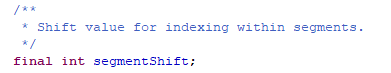 /**
* Shift value for indexing within segments.
*/
final int segmentShift;